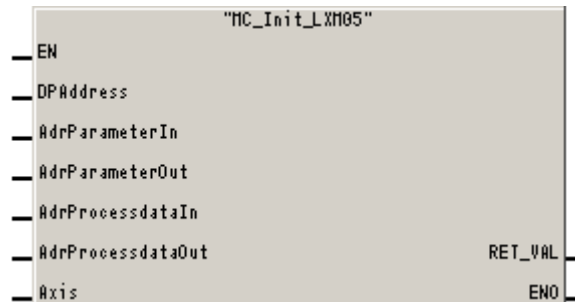 "MC_Init_LXM05"
EN
DPAddress
AdrParameterIn
AdrParameterOut
AdrProcessdataIn
AdrProcessdataOut RET_VAL
Axis ENO